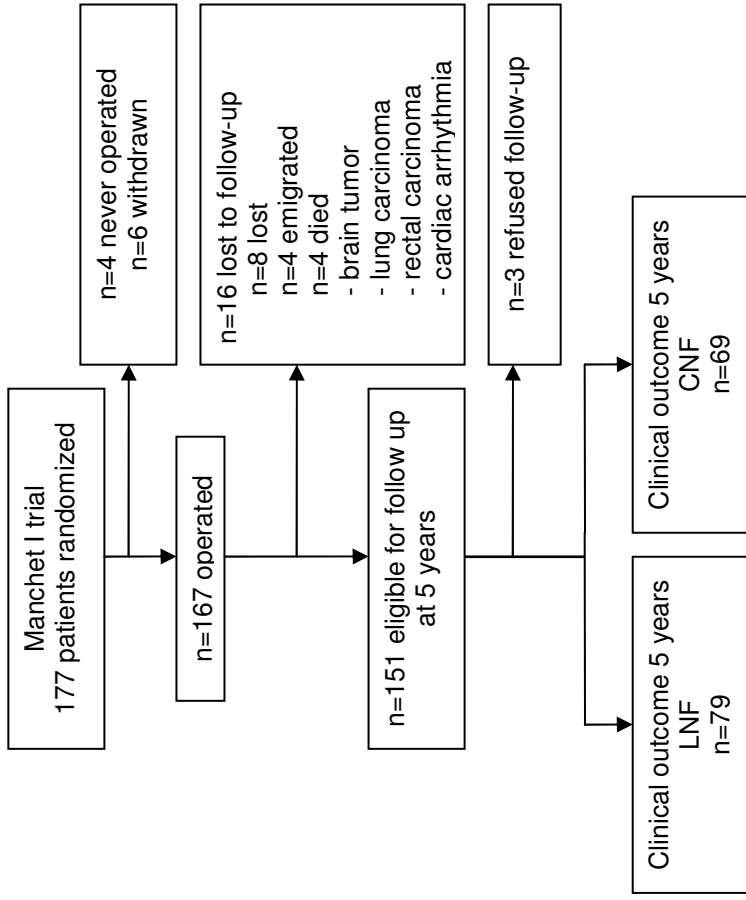 Manchet I trial
177 patients randomized
n=4 never operated
n=6 withdrawn
n=167 operated
n=16 lost to follow-up
n=8 lost
n=4 emigrated
n=4 died
- brain tumor
- lung carcinoma
- rectal carcinoma
- cardiac arrhythmia
n=151 eligible for follow up
at 5 years
n=3 refused follow-up
Clinical outcome 5 years
LNF
n=79
Clinical outcome 5 years
CNF
n=69